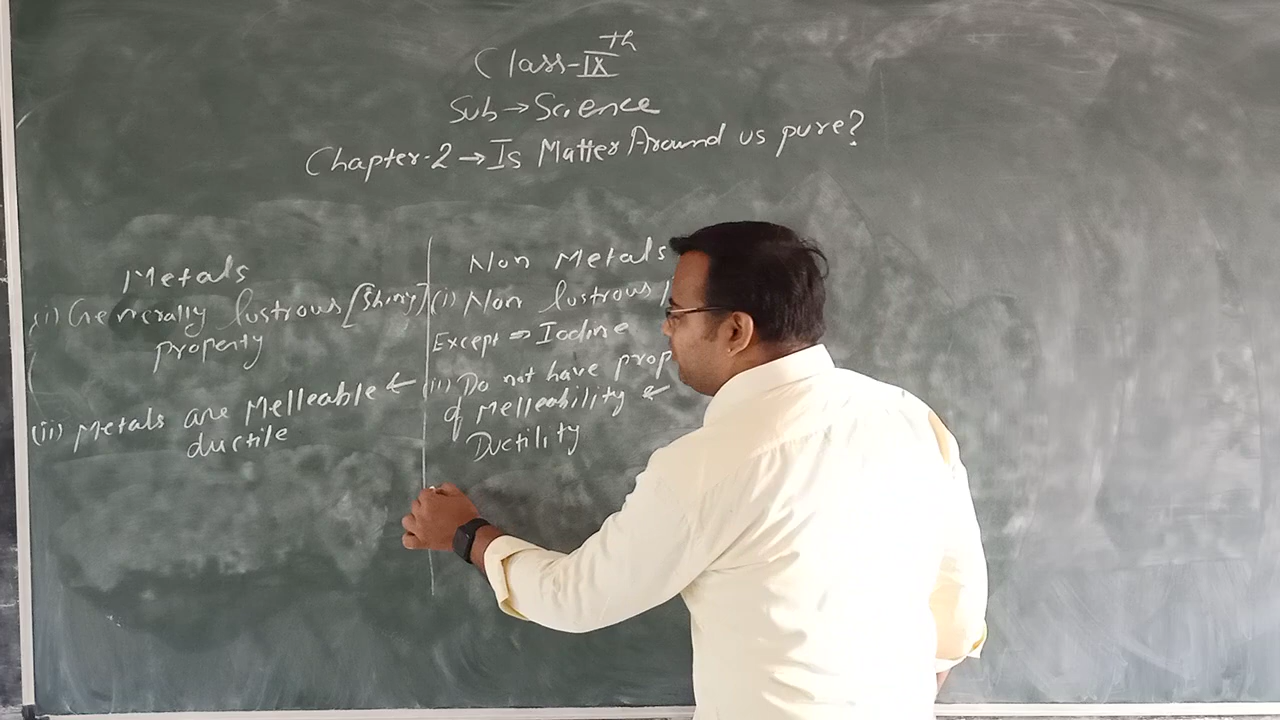 Class-IXth
Sub→Science
Chapter-2→Is Matter Around us pure?
Metals
(i) Generally lustrous [Shiny]
property
(ii) Metals are Melleable ←
ductile
Non Metals
(i) Non lustrous
Except ⇒ Iodine
(ii) Do not have prop
of Melleability ←
Ductility